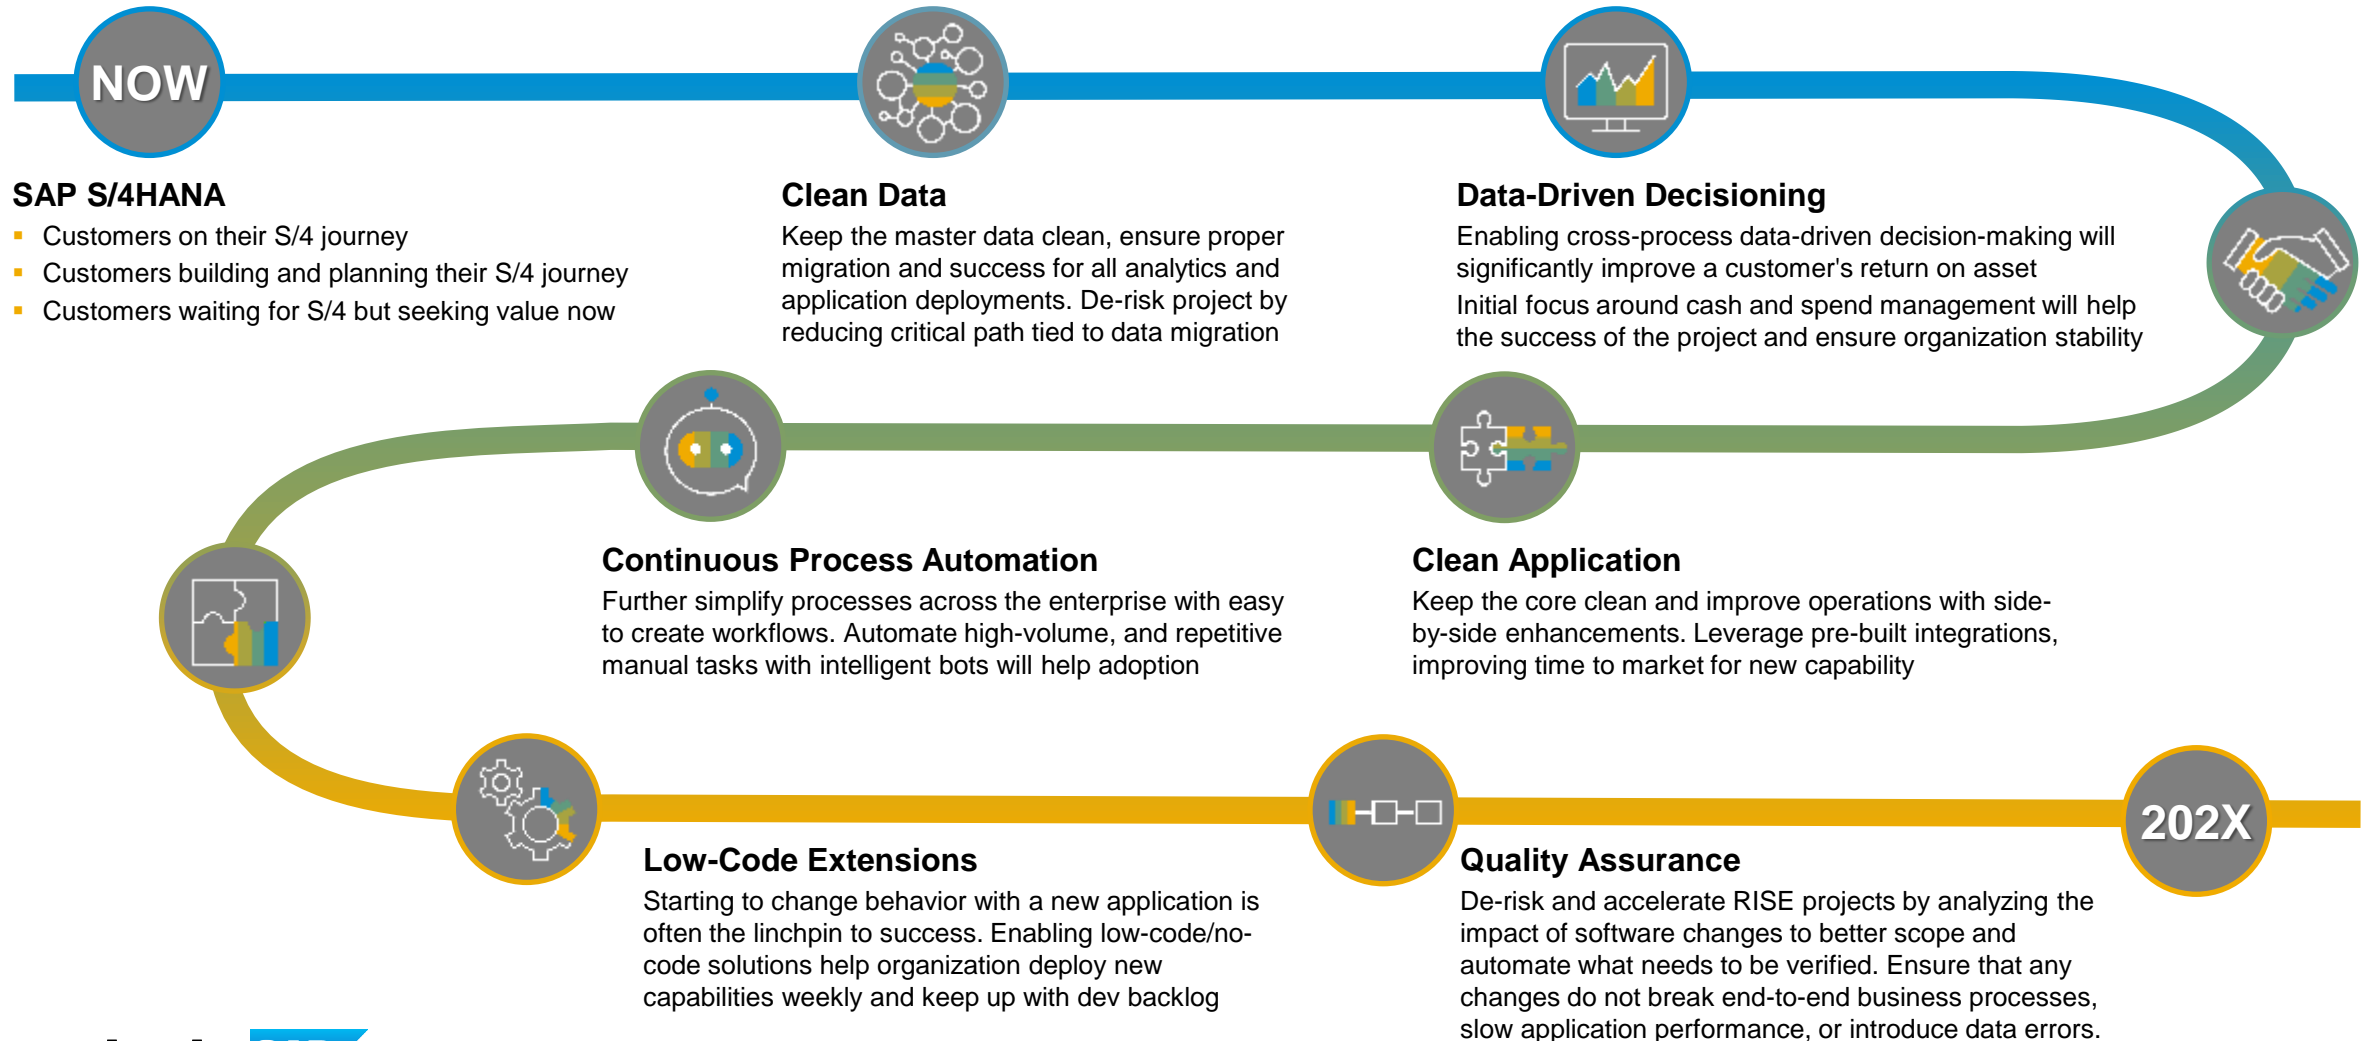 NOW
SAP S/4HANA
▪ Customers on their S/4 journey
▪ Customers building and planning their S/4 journey
▪ Customers waiting for S/4 but seeking value now
Clean Data
Keep the master data clean, ensure proper
migration and success for all analytics and
application deployments. De-risk project by
reducing critical path tied to data migration
Data-Driven Decisioning
Enabling cross-process data-driven decision-making will
significantly improve a customer's return on asset
Initial focus around cash and spend management will help
the success of the project and ensure organization stability
Continuous Process Automation
Further simplify processes across the enterprise with easy
to create workflows. Automate high-volume, and repetitive
manual tasks with intelligent bots will help adoption
Clean Application
Keep the core clean and improve operations with side-
by-side enhancements. Leverage pre-built integrations,
improving time to market for new capability
Low-Code Extensions
Starting to change behavior with a new application is
often the linchpin to success. Enabling low-code/no-
code solutions help organization deploy new
capabilities weekly and keep up with dev backlog
Quality Assurance
De-risk and accelerate RISE projects by analyzing the
impact of software changes to better scope and
automate what needs to be verified. Ensure that any
changes do not break end-to-end business processes,
slow application performance, or introduce data errors.
202X